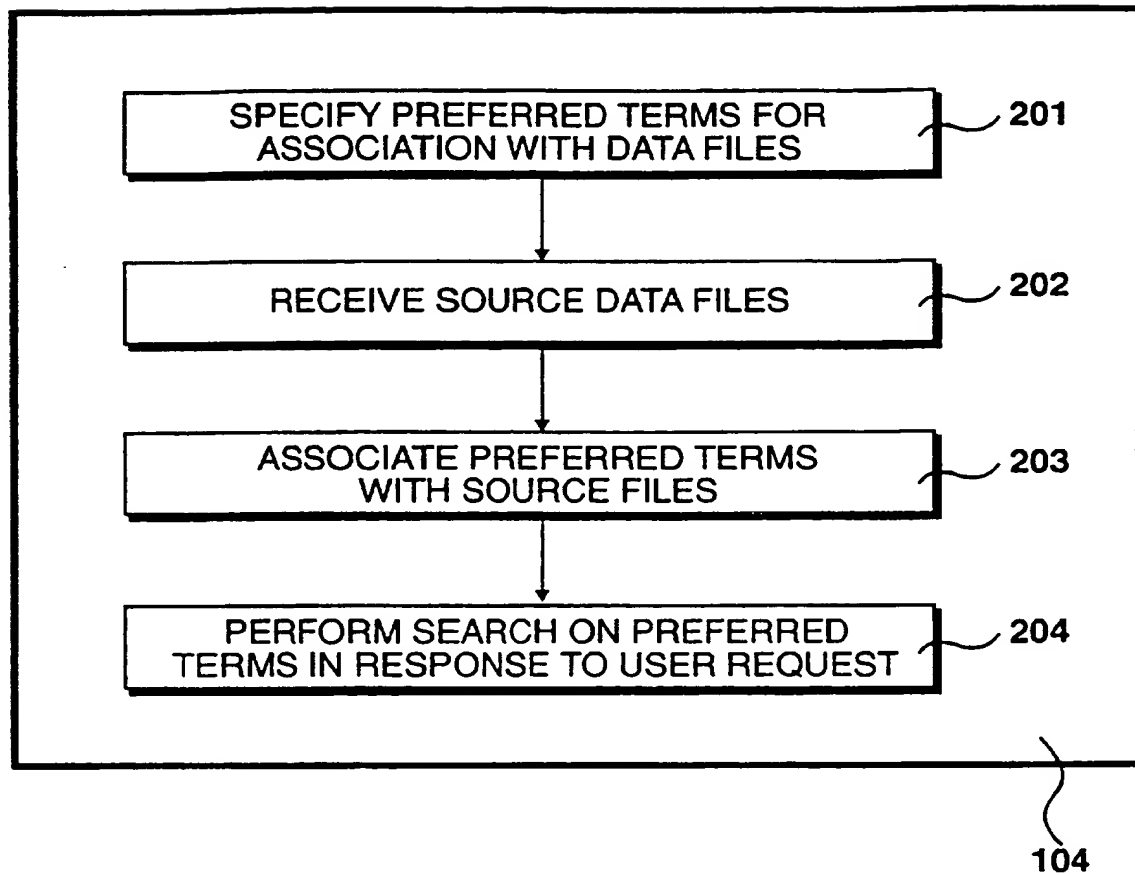 SPECIFY PREFERRED TERMS FOR
ASSOCIATION WITH DATA FILES
201
RECEIVE SOURCE DATA FILES
202
ASSOCIATE PREFERRED TERMS
WITH SOURCE FILES
203
PERFORM SEARCH ON PREFERRED
TERMS IN RESPONSE TO USER REQUEST
204
104